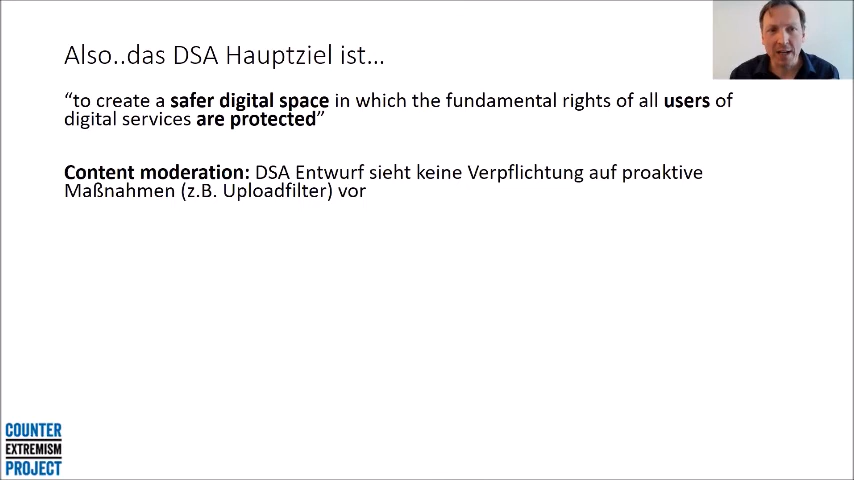 Also..das DSA Hauptziel ist...
“to create a safer digital space in which the fundamental rights of all users of
digital services are protected”
Content moderation: DSA Entwurf sieht keine Verpflichtung auf proaktive
Maßnahmen (z.B. Uploadfilter) vor
COUNTER
EXTREMISM
PROJECT